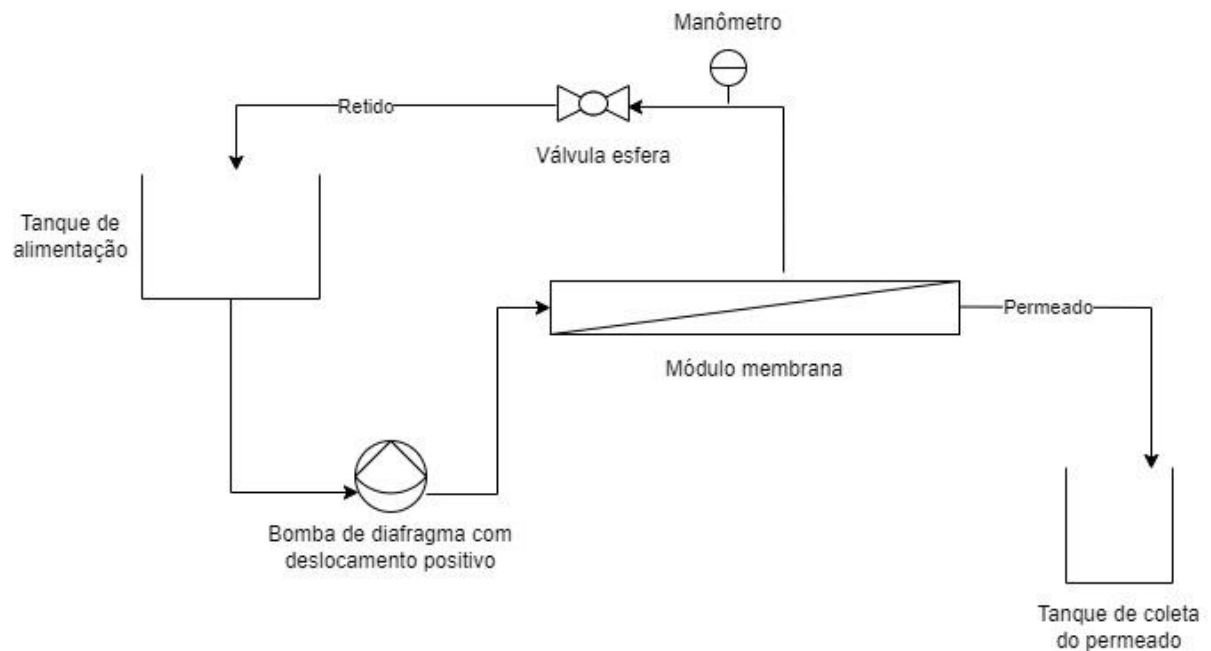 Manômetro
Retido
Válvula esfera
Tanque de
alimentação
Permeado
Módulo membrana
Bomba de diafragma com
deslocamento positivo
Tanque de coleta
do permeado